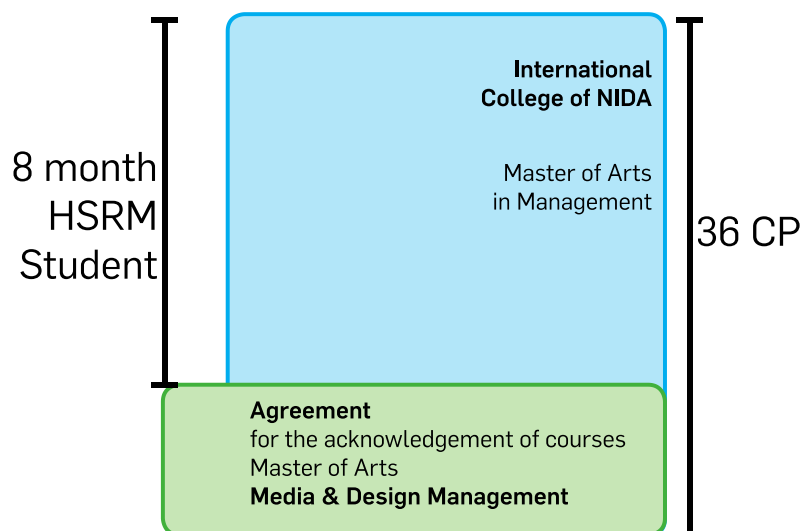 International
College of NIDA
Master of Arts
in Management
8 month
HSRM
Student
36 CP
Agreement
for the acknowledgement of courses
Master of Arts
Media & Design Management